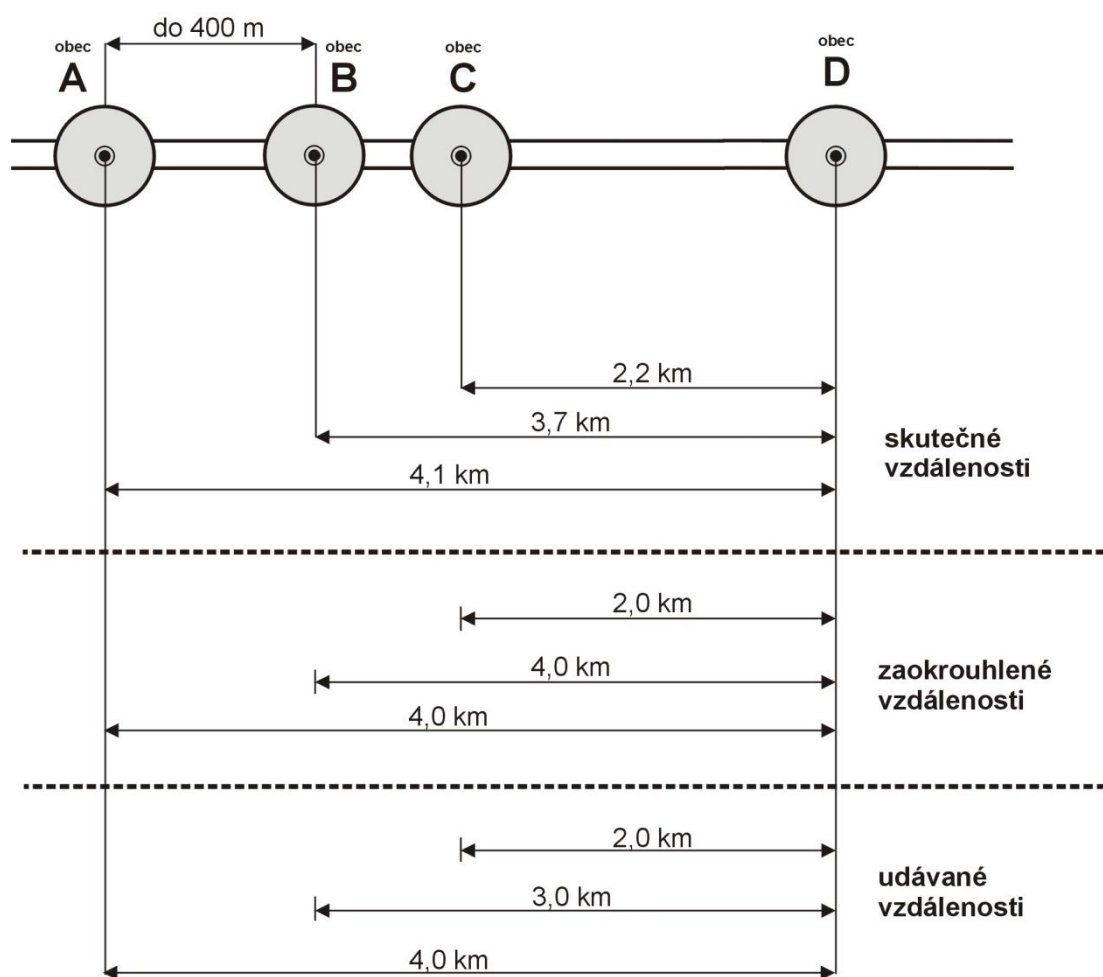 do 400 m
obec
A
obec
B
obec
C
obec
D
2,2 km
3,7 km
4,1 km
skutečné
vzdálenosti
2,0 km
4,0 km
4,0 km
zaokrouhlené
vzdálenosti
2,0 km
3,0 km
4,0 km
udávané
vzdálenosti